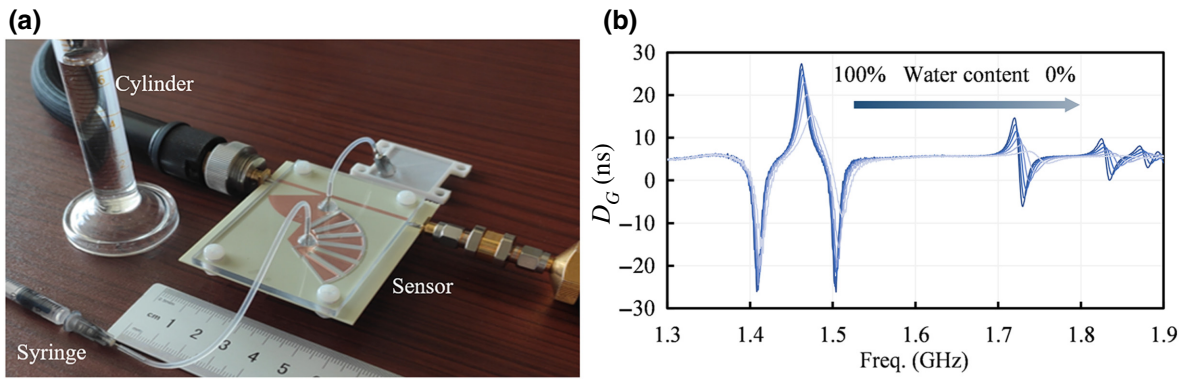 (a)
Cylinder
Sensor
Syringe
cm 1 2 3 4 5
(b)
30
20
10
0
−10
−20
−30
D_G (ns)
100% Water content 0%
1.3 1.4 1.5 1.6 1.7 1.8 1.9
Freq. (GHz)